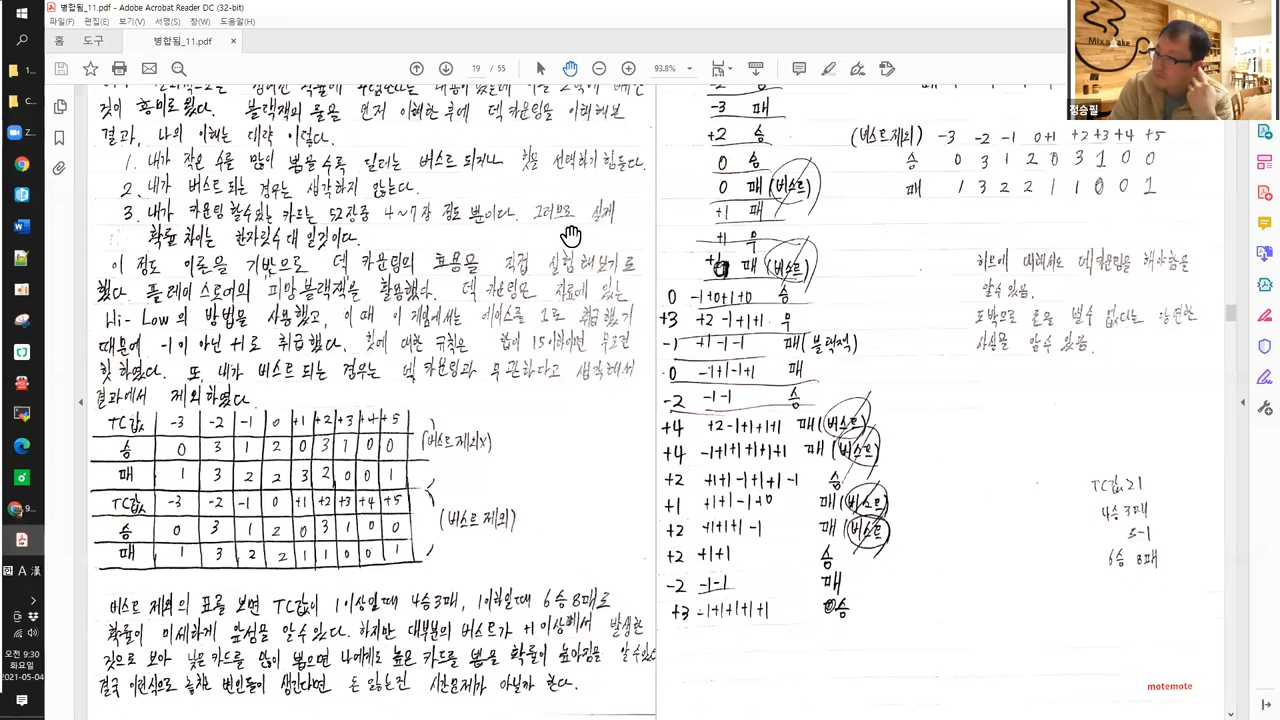 병합됨_11.pdf - Adobe Acrobat Reader DC (32-bit)
파일(F) 편집(E) 보기(V) 서명(S) 창(W) 도움말(H)
홈 도구 병합됨_11.pdf ×
19 / 55 93.8%
Mix&Bake
정승필
것이 흥미로웠다. 블랙잭의 룰을 먼저 이해한 후에 덱 카운팅을 이해해본
결과, 나의 이해는 대략 이렇다.
1. 내가 작은 수를 많이 뽑을수록 딜러는 버스트 되거나 힛을 선택하기 힘들다.
2. 내가 버스트 되는 경우는 생각하지 않는다.
3. 내가 카운팅 할수있는 카드는 52장중 4~7장 정도 뿐이다. 그러므로 실제
확률 차이는 한자릿수 대 일것이다.
이 정도 이론을 기반으로 덱 카운팅의 효용을 직접 실험해보기로
했다. 플레이스토어의 피망블랙잭을 활용했다. 덱 카운팅은 자료에 있는
Hi-Low의 방법을 사용했고, 이때 이 게임에서는 에이스를 1로 취급했기
때문에 -1이 아닌 +1로 취급했다. 힛에 대한 규칙은 합이 15이하이면 무조건
힛 하였다. 또, 내가 버스트 되는 경우는 덱 카운팅과 무관하다고 생각해서
결과에서 제외하였다.
TC값 -3 -2 -1 0 +1 +2 +3 +4 +5
승 0 3 1 2 0 3 1 0 0
패 1 3 2 2 3 2 0 0 1
(버스트 제외X)
TC값 -3 -2 -1 0 +1 +2 +3 +4 +5
승 0 3 1 2 0 3 1 0 0
패 1 3 2 2 1 1 0 0 1
(버스트 제외)
버스트 제외의 표를 보면 TC값이 1이상일때 4승3패, 1이하일때 6승8패로
확률이 미세하게 앞섬을 알수있다. 하지만 대부분의 버스트가 +1이상에서 발생한
것으로 보아 낮은 카드를 많이 뽑으면 나에게도 높은 카드를 뽑을 확률이 높아짐을 알수있다
결국 이런식으로 놓치는 변인들이 생긴다면 돈 잃는건 시간문제가 아닐까 한다.
-3 패
+2 승
0 승
0 패 (버스트)
+1 패
+1 우
패 (버스트)
0 -1+0+1+0 승
+3 +2 -1+1+1 우
-1 +1-1-1 패(블랙잭)
0 -1+1-1+1 패
-2 -1-1 승
+4 +2-1+1+1+1 패(버스트)
+4 -1+1+1+1+1+1 패 (버스트)
+2 +1+1-1+1+1-1 승
+1 +1+1-1+0 패(버스트)
+2 +1+1+1-1 패(버스트)
+2 +1+1 승
-2 -1-1 패
+3 -1+1+1+1+1 승
(버스트제외) -3 -2 -1 0 +1 +2 +3 +4 +5
승 0 3 1 2 0 3 1 0 0
패 1 3 2 2 1 1 0 0 1
히트에 대해서도 덱카운팅을 해야함을
알수있음.
도박으로 돈을 벌수 없다는 당연한
사실을 알수있음.
TC값≥1
4승3패
5-1
6승 8패
motemote
오전 9:30
화요일
2021-05-04